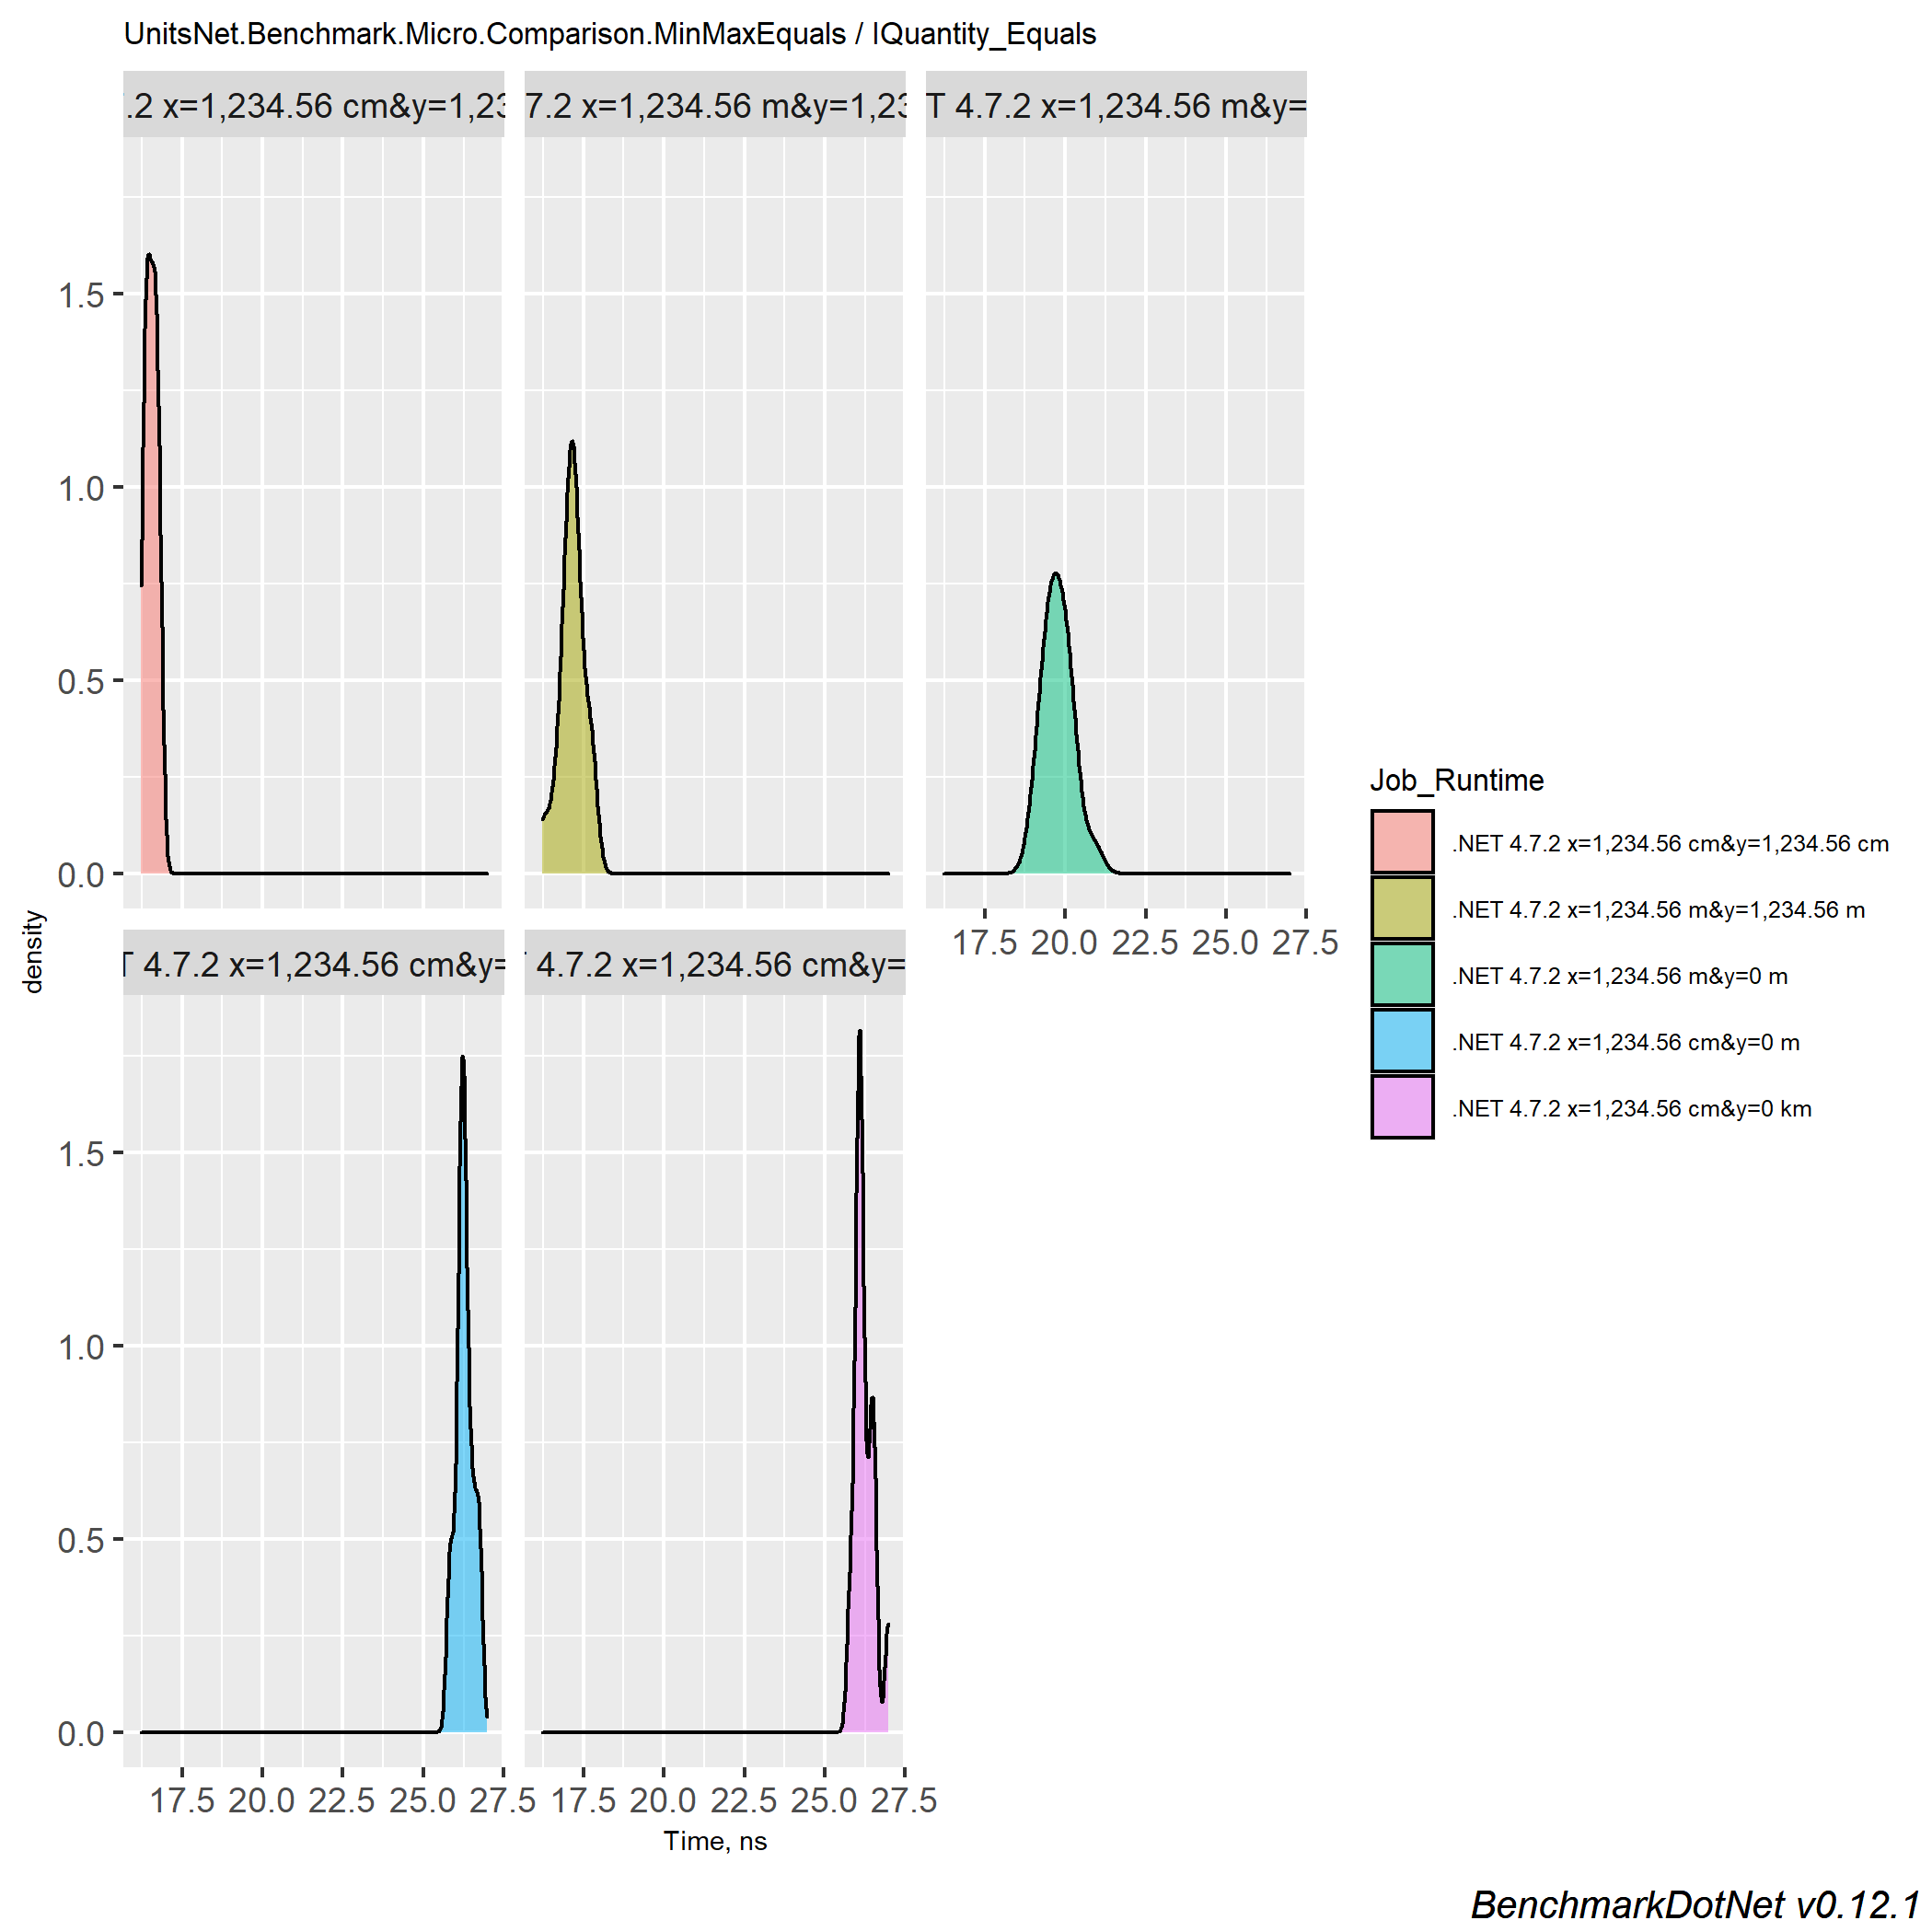 UnitsNet.Benchmark.Micro.Comparison.MinMaxEquals / IQuantity_Equals
.2 x=1,234.56 cm&y=1,23
7.2 x=1,234.56 m&y=1,23
T 4.7.2 x=1,234.56 m&y=
1.5
1.0
0.5
0.0
17.5 20.0 22.5 25.0 27.5
density
T 4.7.2 x=1,234.56 cm&y=
4.7.2 x=1,234.56 cm&y=
1.5
1.0
0.5
0.0
17.5 20.0 22.5 25.0 27.5
17.5 20.0 22.5 25.0 27.5
Time, ns
Job_Runtime
.NET 4.7.2 x=1,234.56 cm&y=1,234.56 cm
.NET 4.7.2 x=1,234.56 m&y=1,234.56 m
.NET 4.7.2 x=1,234.56 m&y=0 m
.NET 4.7.2 x=1,234.56 cm&y=0 m
.NET 4.7.2 x=1,234.56 cm&y=0 km
BenchmarkDotNet v0.12.1